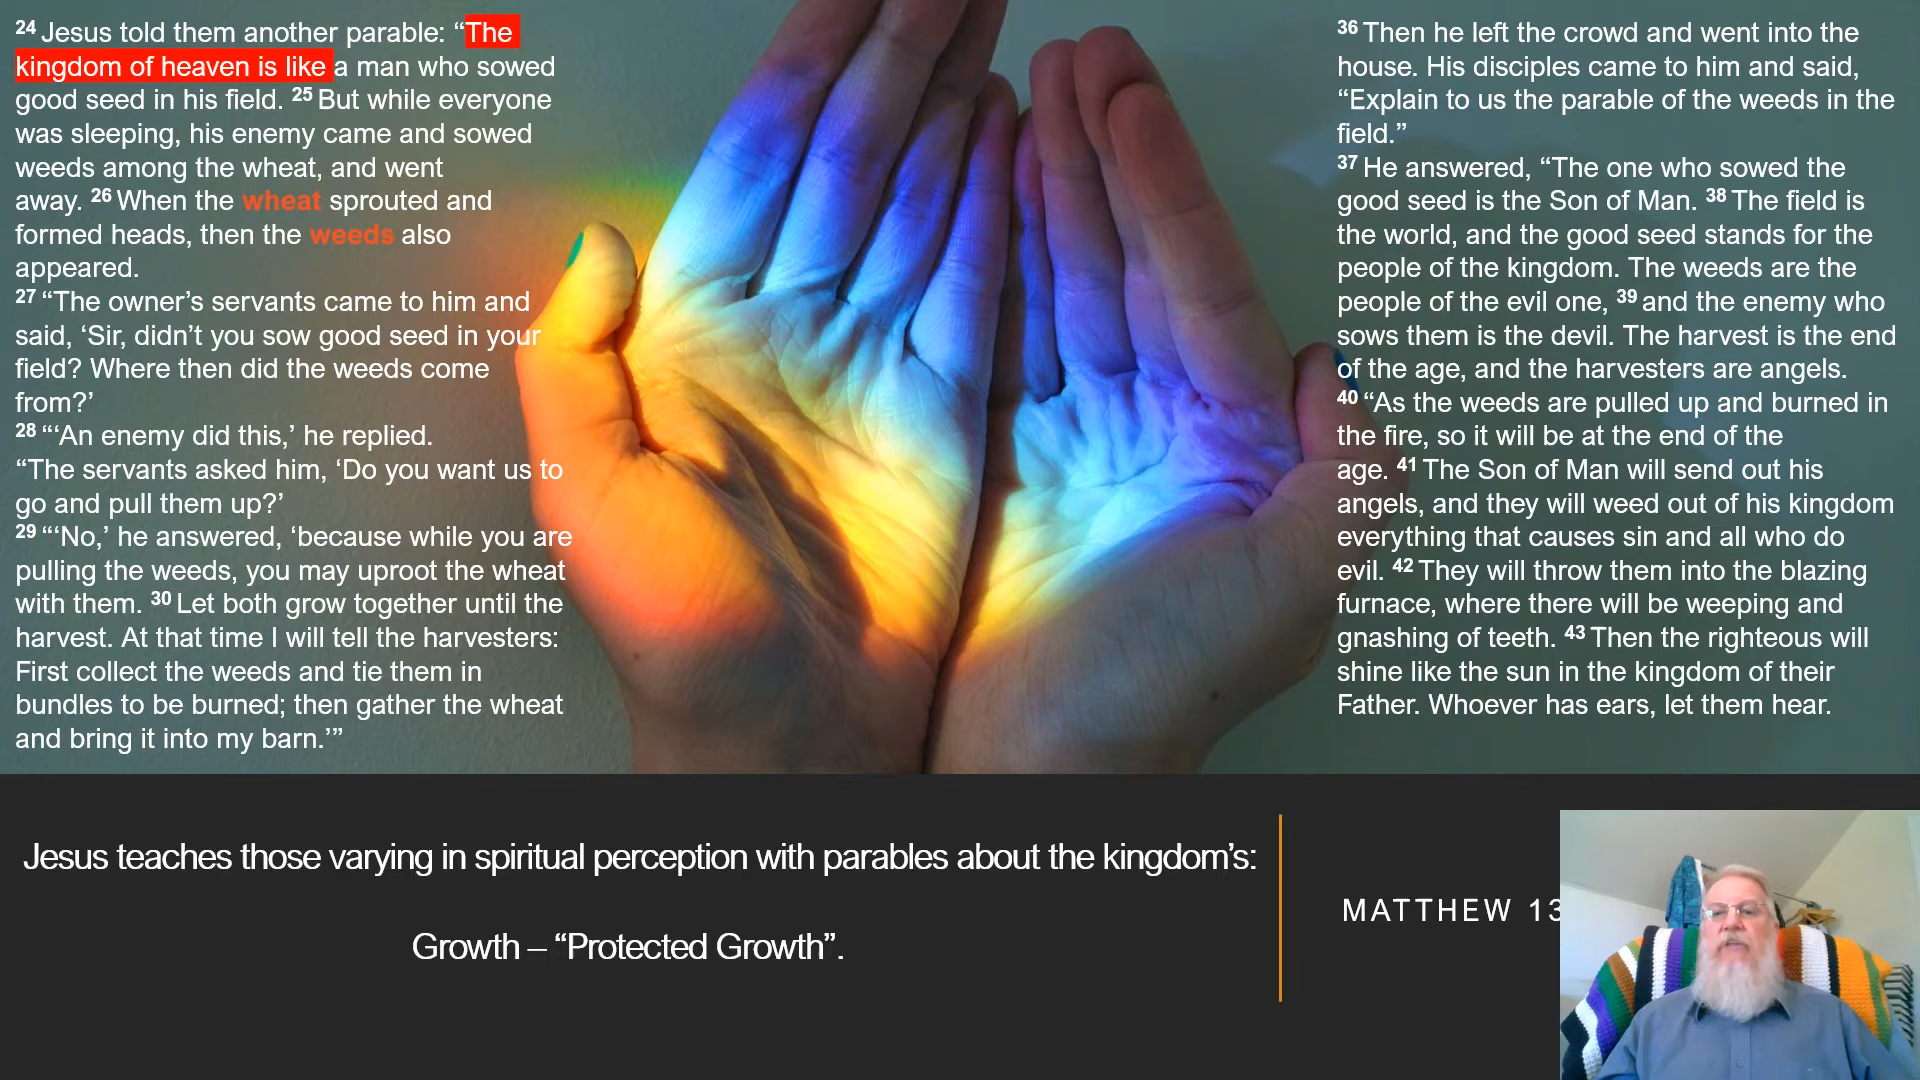 24 Jesus told them another parable: “The
kingdom of heaven is like a man who sowed
good seed in his field. 25 But while everyone
was sleeping, his enemy came and sowed
weeds among the wheat, and went
away. 26 When the wheat sprouted and
formed heads, then the weeds also
appeared.
27 “The owner’s servants came to him and
said, ‘Sir, didn’t you sow good seed in your
field? Where then did the weeds come
from?’
28 “‘An enemy did this,’ he replied.
“The servants asked him, ‘Do you want us to
go and pull them up?’
29 “‘No,’ he answered, ‘because while you are
pulling the weeds, you may uproot the wheat
with them. 30 Let both grow together until the
harvest. At that time I will tell the harvesters:
First collect the weeds and tie them in
bundles to be burned; then gather the wheat
and bring it into my barn.’”
36 Then he left the crowd and went into the
house. His disciples came to him and said,
“Explain to us the parable of the weeds in the
field.”
37 He answered, “The one who sowed the
good seed is the Son of Man. 38 The field is
the world, and the good seed stands for the
people of the kingdom. The weeds are the
people of the evil one, 39 and the enemy who
sows them is the devil. The harvest is the end
of the age, and the harvesters are angels.
40 “As the weeds are pulled up and burned in
the fire, so it will be at the end of the
age. 41 The Son of Man will send out his
angels, and they will weed out of his kingdom
everything that causes sin and all who do
evil. 42 They will throw them into the blazing
furnace, where there will be weeping and
gnashing of teeth. 43 Then the righteous will
shine like the sun in the kingdom of their
Father. Whoever has ears, let them hear.
Jesus teaches those varying in spiritual perception with parables about the kingdom’s:
Growth – “Protected Growth”.
MATTHEW 13